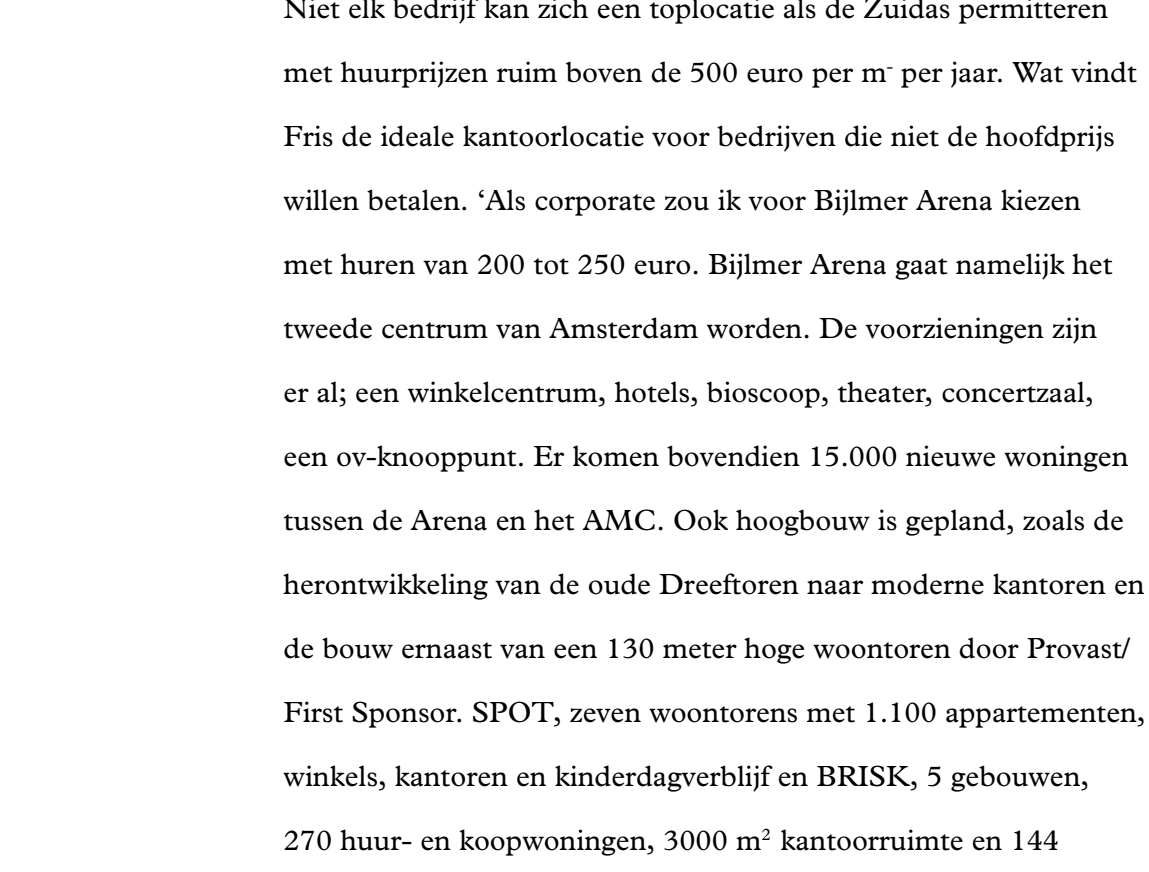 Niet elk bedrijf kan zich een toplocatie als de Zuidas permitteren
met huurprijzen ruim boven de 500 euro per m- per jaar. Wat vindt
Fris de ideale kantoorlocatie voor bedrijven die niet de hoofdprijs
willen betalen. ‘Als corporate zou ik voor Bijlmer Arena kiezen
met huren van 200 tot 250 euro. Bijlmer Arena gaat namelijk het
tweede centrum van Amsterdam worden. De voorzieningen zijn
er al; een winkelcentrum, hotels, bioscoop, theater, concertzaal,
een ov-knooppunt. Er komen bovendien 15.000 nieuwe woningen
tussen de Arena en het AMC. Ook hoogbouw is gepland, zoals de
herontwikkeling van de oude Dreeftoren naar moderne kantoren en
de bouw ernaast van een 130 meter hoge woontoren door Provast/
First Sponsor. SPOT, zeven woontorens met 1.100 appartementen,
winkels, kantoren en kinderdagverblijf en BRISK, 5 gebouwen,
270 huur- en koopwoningen, 3000 m² kantoorruimte en 144